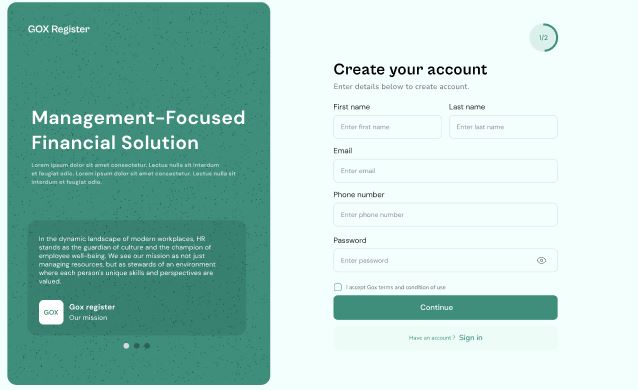 GOX Register
Management-Focused
Financial Solution
Lorem ipsum dolor sit amet consectetur. Lectus nulla sit interdum
et feugiat odio. Lorem ipsum dolor sit amet consectetur. Lectus nulla sit
interdum et feugiat odio.
In the dynamic landscape of modern workplaces, HR
stands as the guardian of culture and the champion of
employee well-being. We see our mission as not just
managing resources, but as stewards of an environment
where each person's unique skills and perspectives are
valued.
GOX
Gox register
Our mission
1/2
Create your account
Enter details below to create account.
First name
Last name
Enter first name
Enter last name
Email
Enter email
Phone number
Enter phone number
Password
Enter password
I accept Gox terms and condition of use
Continue
Have an account ? Sign in